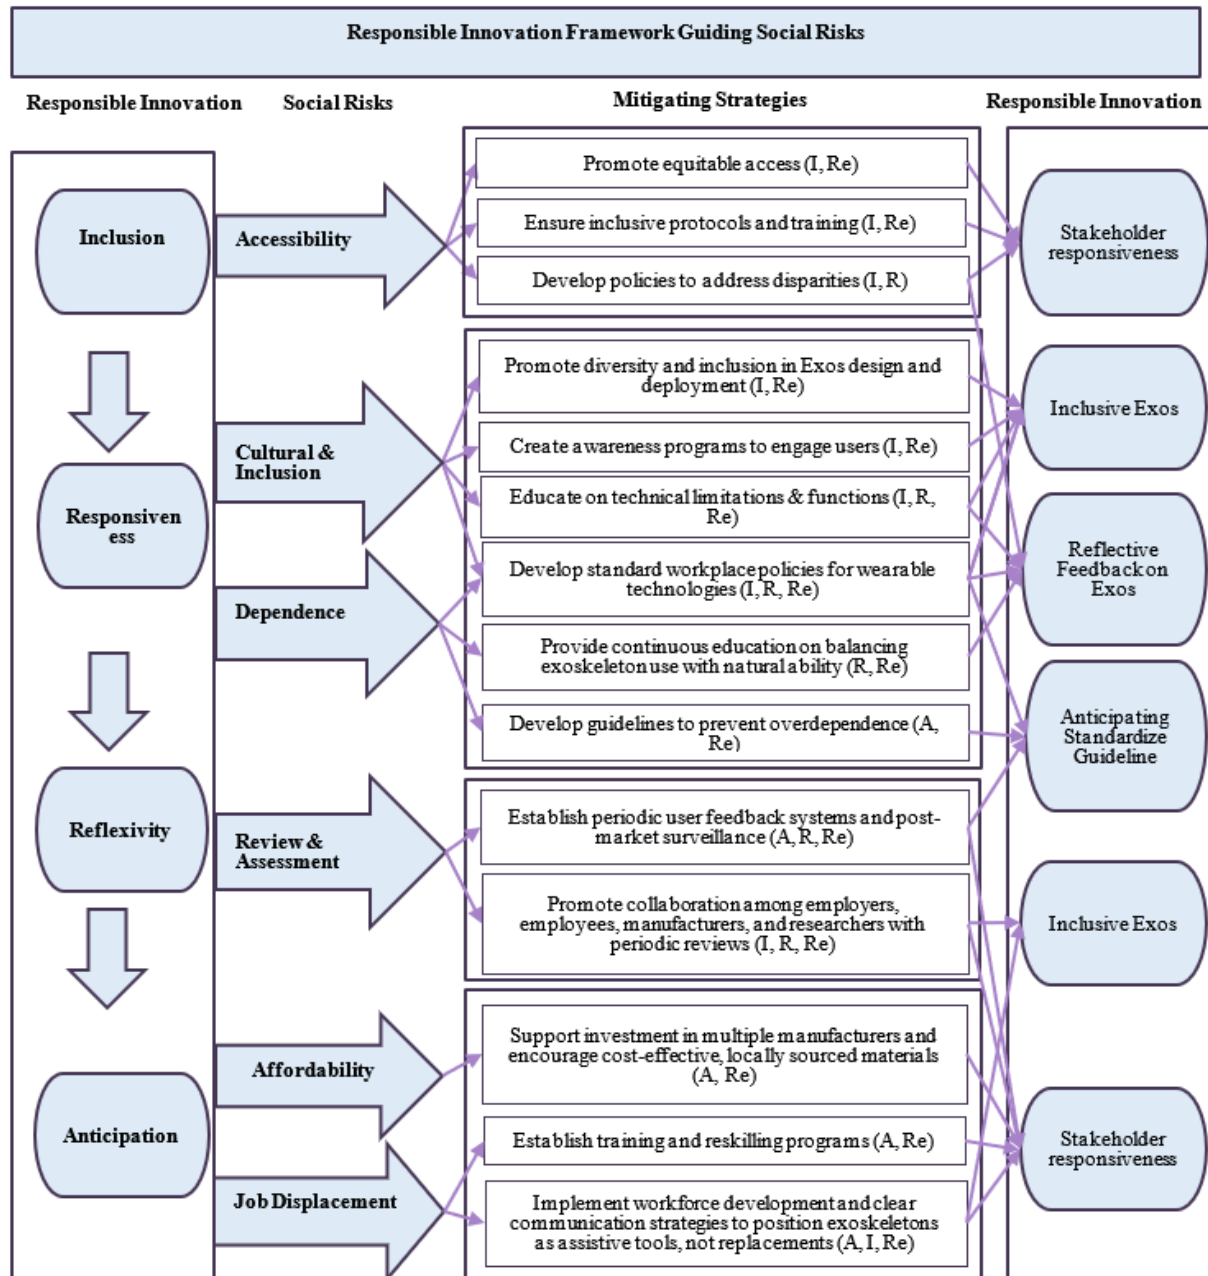 Responsible Innovation Framework Guiding Social Risks
Responsible Innovation
Social Risks
Mitigating Strategies
Responsible Innovation
Inclusion
Responsiven
ess
Reflexivity
Anticipation
Accessibility
Cultural &
Inclusion
Dependence
Review &
Assessment
Affordability
Job Displacement
Promote equitable access (I, Re)
Ensure inclusive protocols and training (I, Re)
Develop policies to address disparities (I, R)
Promote diversity and inclusion in Exos design and
deployment (I, Re)
Create awareness programs to engage users (I, Re)
Educate on technical limitations & functions (I, R,
Re)
Develop standard workplace policies for wearable
technologies (I, R, Re)
Provide continuous education on balancing
exoskeleton use with natural ability (R, Re)
Develop guidelines to prevent overdependence (A,
Re)
Establish periodic user feedback systems and post-
market surveillance (A, R, Re)
Promote collaboration among employers,
employees, manufacturers, and researchers with
periodic reviews (I, R, Re)
Support investment in multiple manufacturers and
encourage cost-effective, locally sourced materials
(A, Re)
Establish training and reskilling programs (A, Re)
Implement workforce development and clear
communication strategies to position exoskeletons
as assistive tools, not replacements (A, I, Re)
Stakeholder
responsiveness
Inclusive Exos
Reflective
Feedback on
Exos
Anticipating
Standardize
Guideline
Inclusive Exos
Stakeholder
responsiveness